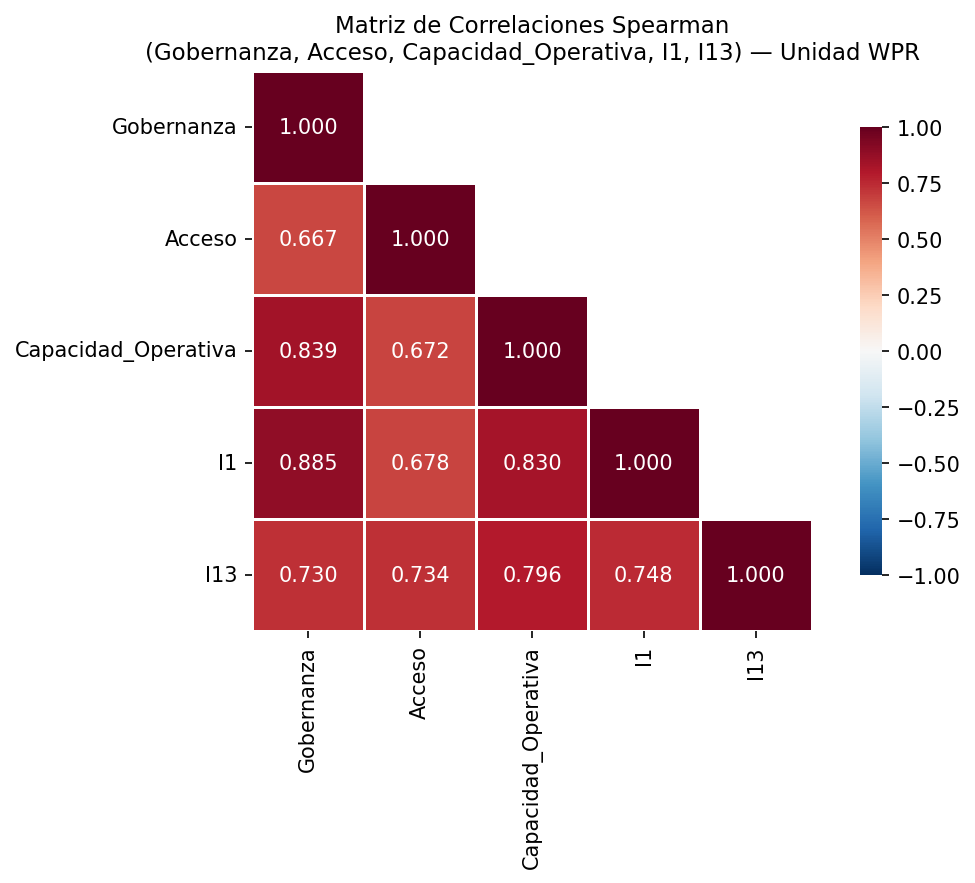 Matriz de Correlaciones Spearman
(Gobernanza, Acceso, Capacidad_Operativa, I1, I13) — Unidad WPR
Gobernanza 1.000
Acceso 0.667 1.000
Capacidad_Operativa 0.839 0.672 1.000
I1 0.885 0.678 0.830 1.000
I13 0.730 0.734 0.796 0.748 1.000
Gobernanza
Acceso
Capacidad_Operativa
I1
I13
1.00
0.75
0.50
0.25
0.00
−0.25
−0.50
−0.75
−1.00